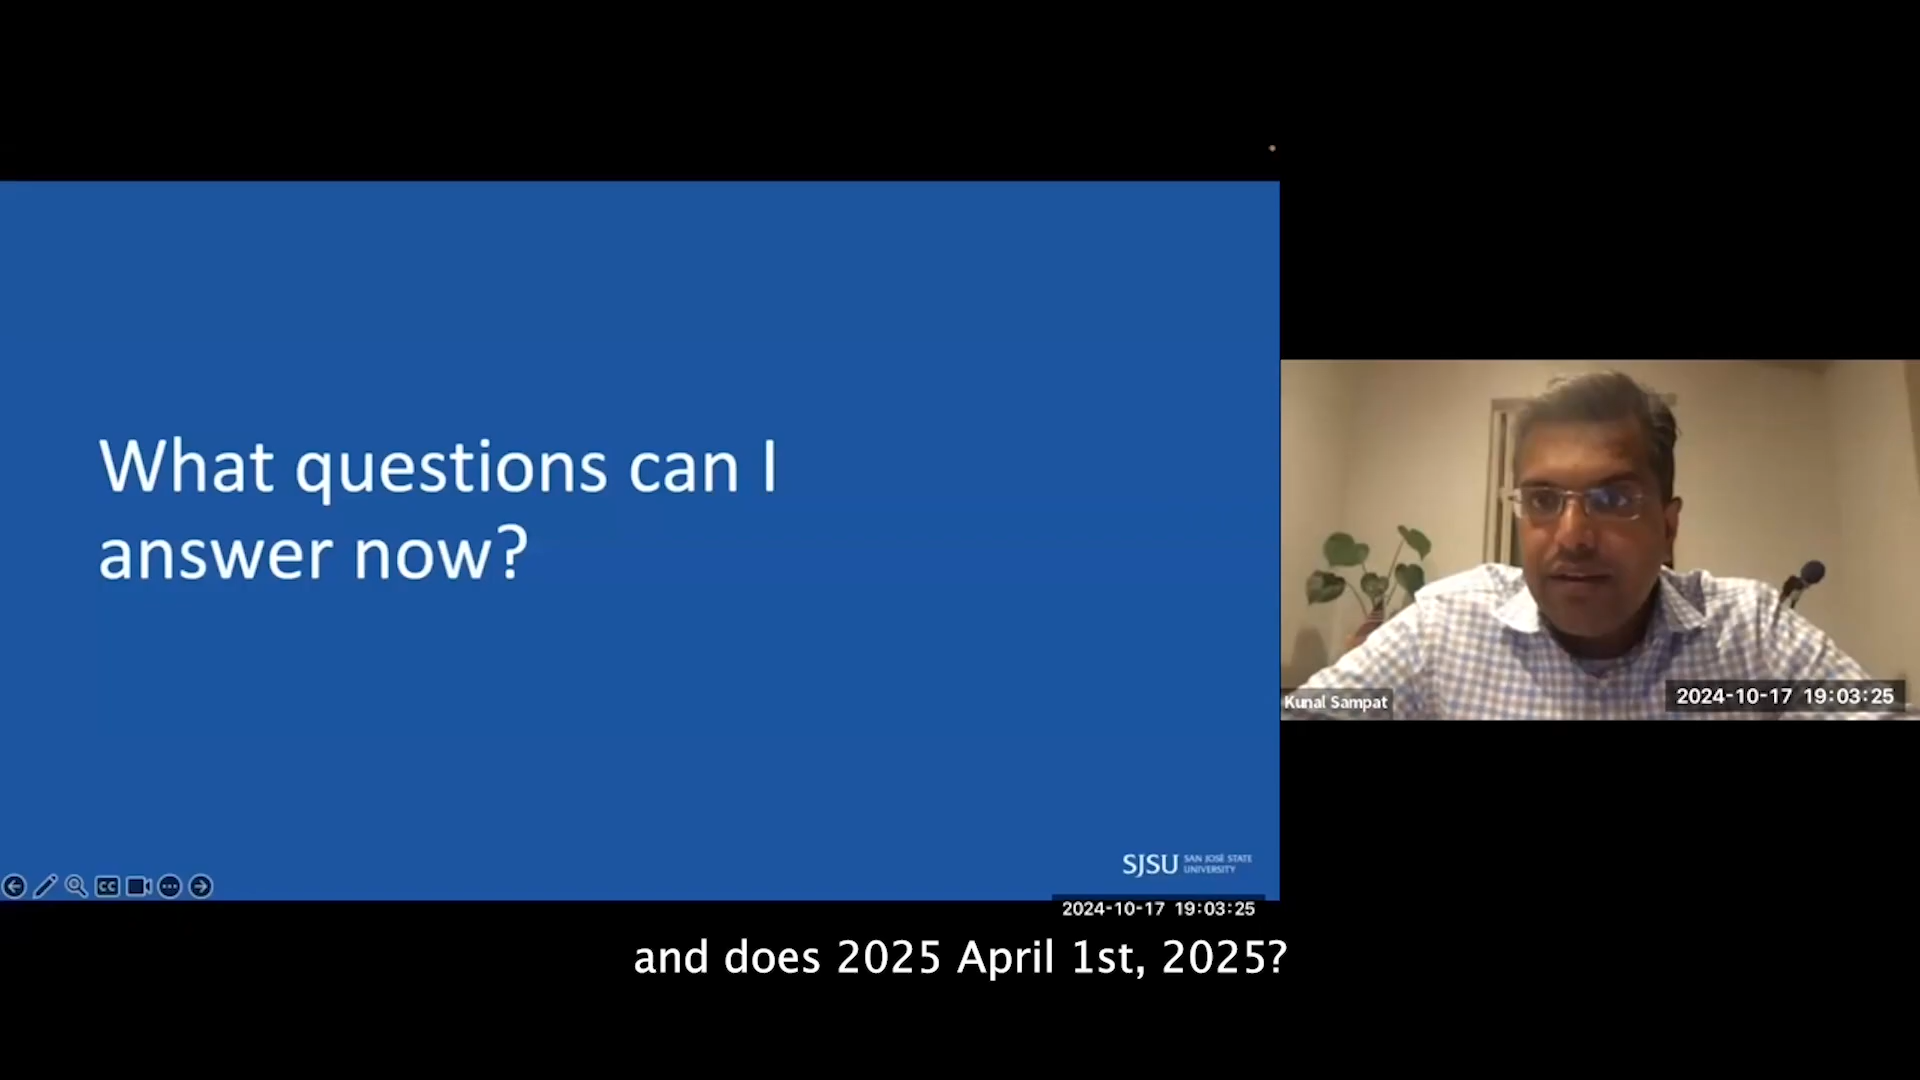 What questions can I
answer now?
CC
SJSU SAN JOSÉ STATE
UNIVERSITY
Kunal Sampat
2024-10-17 19:03:25
2024-10-17 19:03:25
and does 2025 April 1st, 2025?